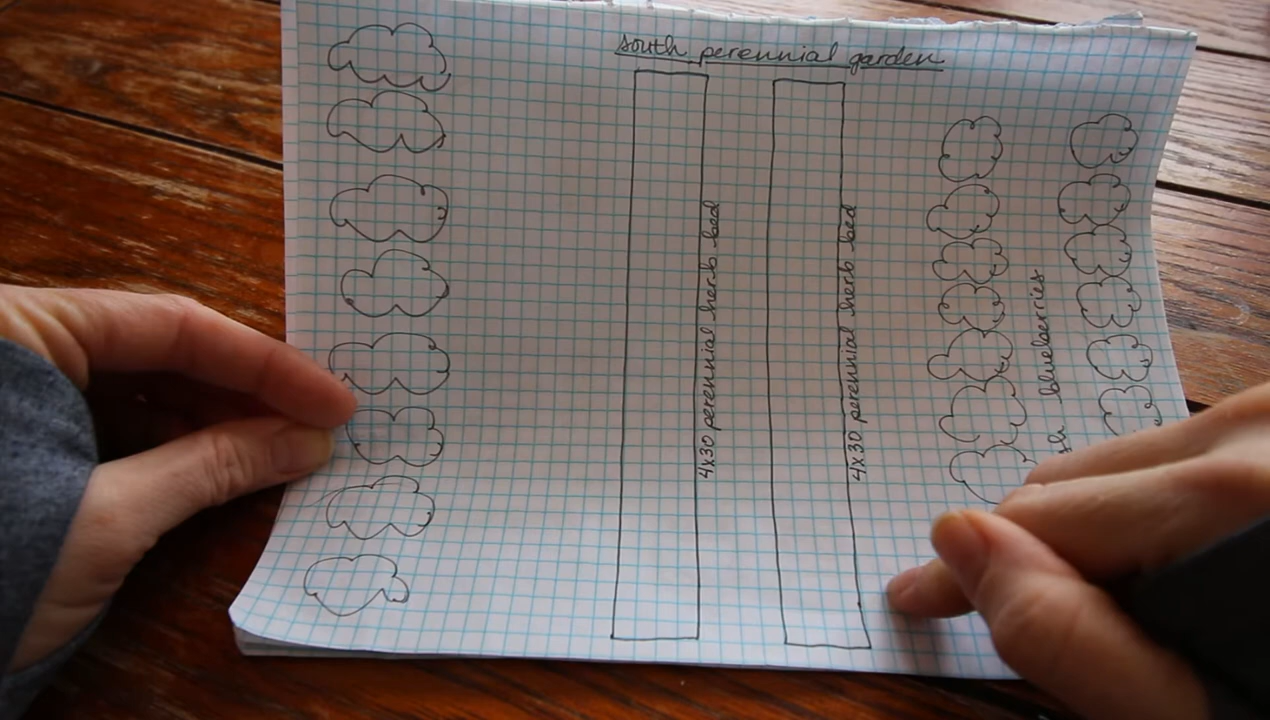 south perennial garden
4x30 perennial herb bed
4x30 perennial herb bed
blueberries